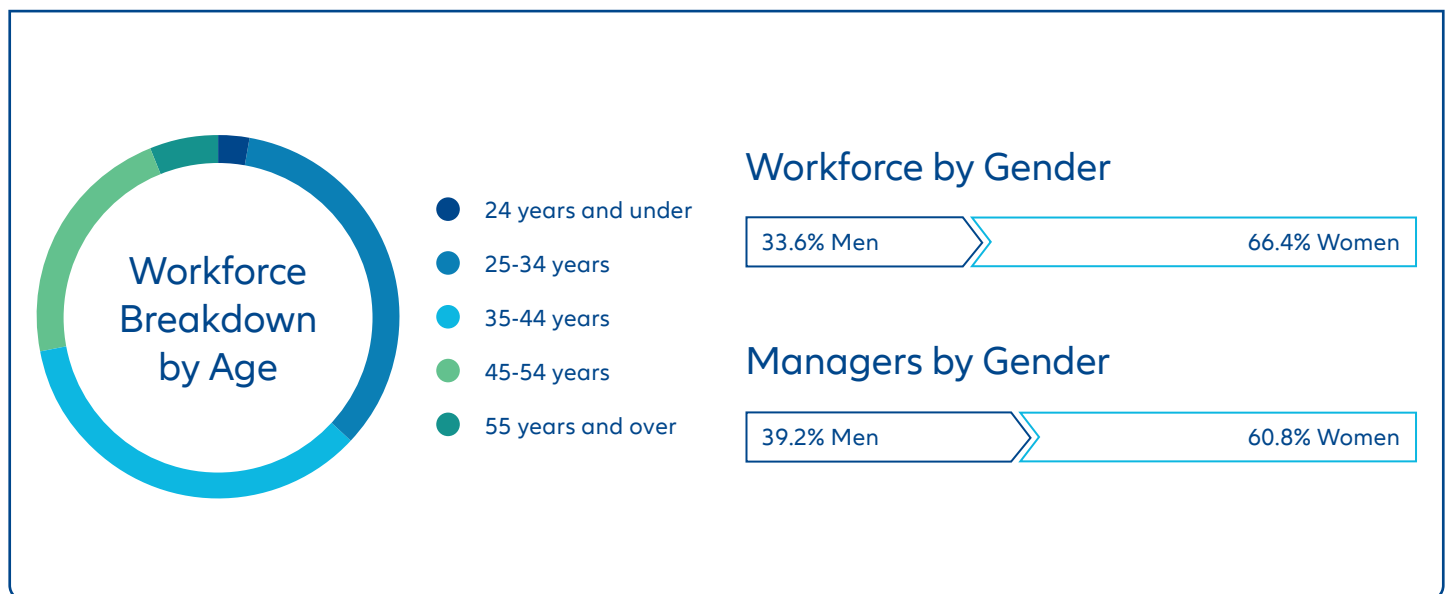 Workforce
Breakdown
by Age
24 years and under
25-34 years
35-44 years
45-54 years
55 years and over
Workforce by Gender
33.6% Men
66.4% Women
Managers by Gender
39.2% Men
60.8% Women